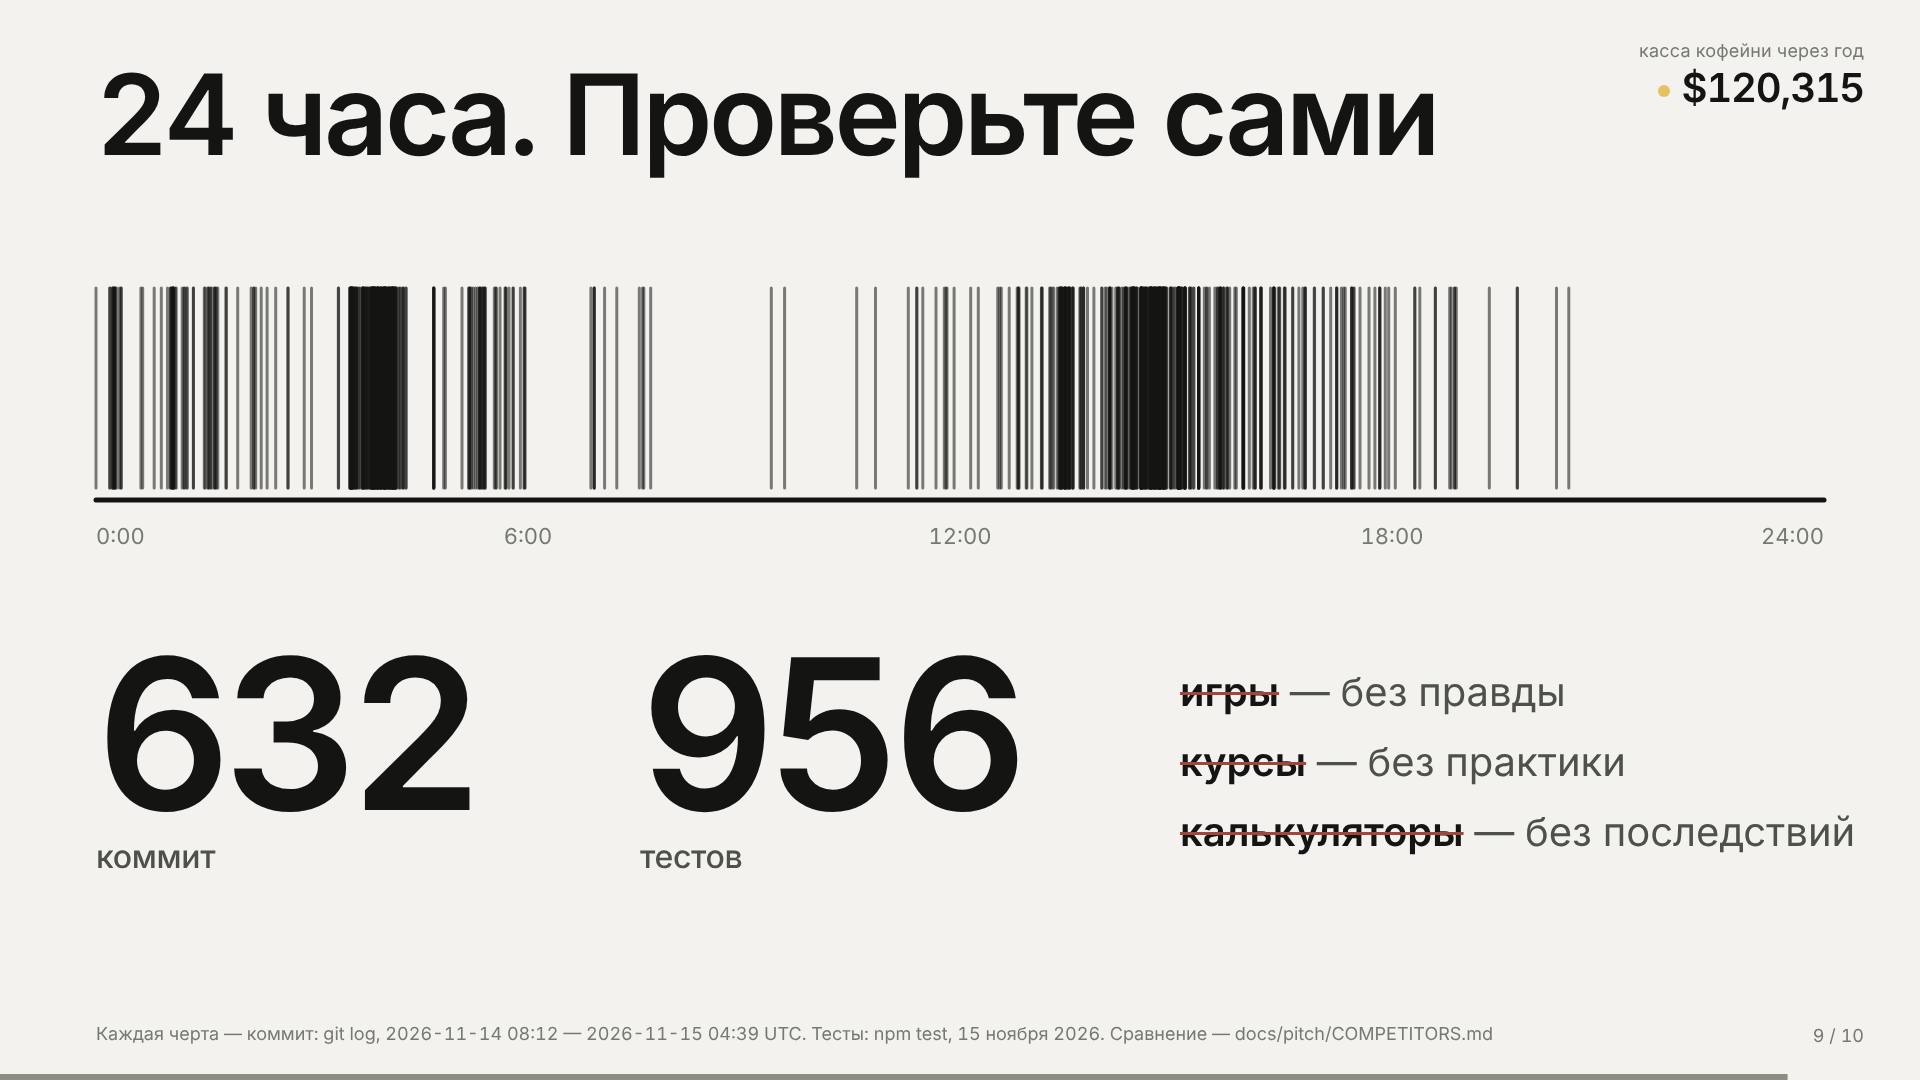 касса кофейни через год
$120,315
24 часа. Проверьте сами
0:00 6:00 12:00 18:00 24:00
632
коммит
956
тестов
игры — без правды
курсы — без практики
калькуляторы — без последствий
Каждая черта — коммит: git log, 2026-11-14 08:12 — 2026-11-15 04:39 UTC. Тесты: npm test, 15 ноября 2026. Сравнение — docs/pitch/COMPETITORS.md
9 / 10